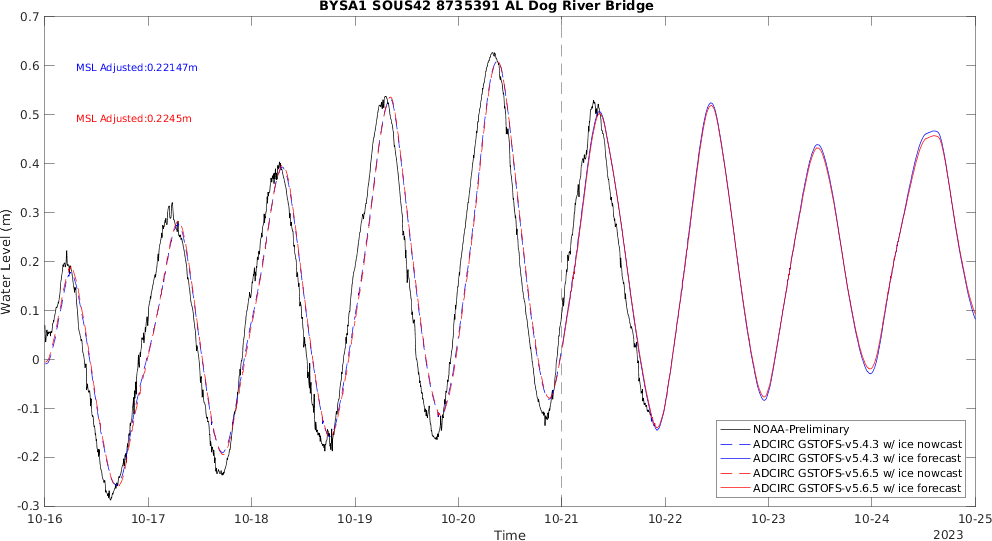 BYSA1 SOUS42 8735391 AL Dog River Bridge
MSL Adjusted:0.22147m
MSL Adjusted:0.2245m
Water Level (m)
0.7
0.6
0.5
0.4
0.3
0.2
0.1
0
-0.1
-0.2
-0.3
NOAA-Preliminary
ADCIRC GSTOFS-v5.4.3 w/ ice nowcast
ADCIRC GSTOFS-v5.4.3 w/ ice forecast
ADCIRC GSTOFS-v5.6.5 w/ ice nowcast
ADCIRC GSTOFS-v5.6.5 w/ ice forecast
10-16 10-17 10-18 10-19 10-20 10-21 10-22 10-23 10-24 10-25
Time
2023